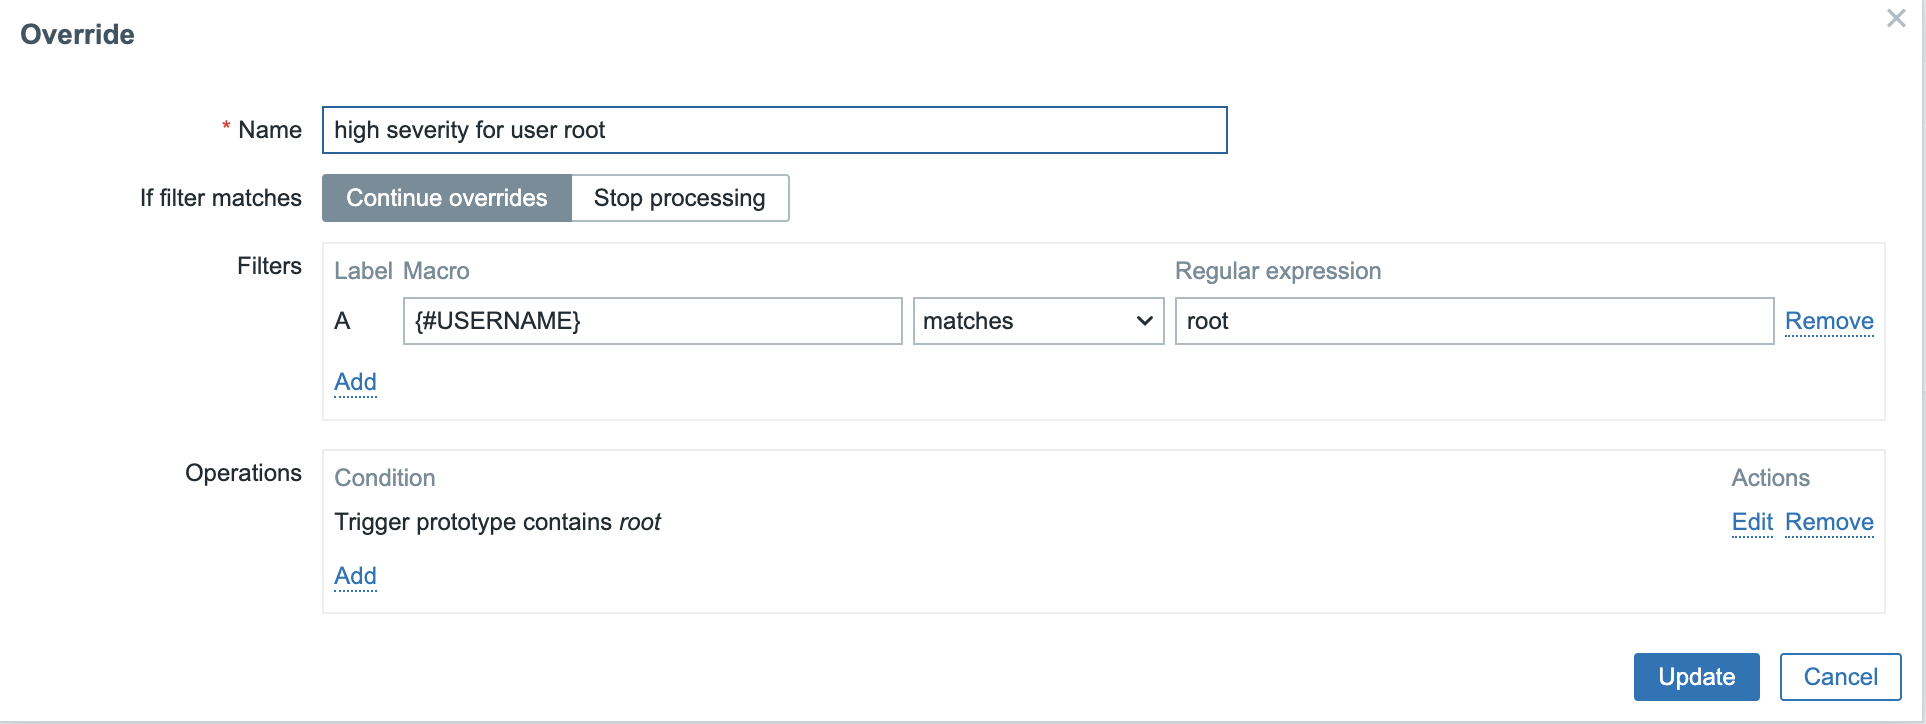 Override
* Name high severity for user root
If filter matches Continue overrides Stop processing
Filters Label Macro Regular expression
A {#USERNAME} matches root Remove
Add
Operations Condition Actions
Trigger prototype contains root Edit Remove
Add
Update Cancel